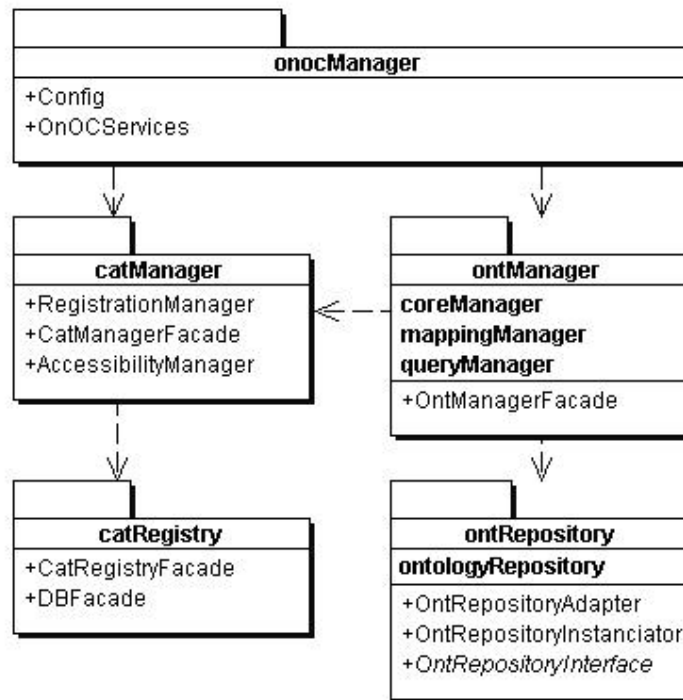 onocManager
+Config
+OnOCServices
catManager
+RegistrationManager
+CatManagerFacade
+AccessibilityManager
ontManager
coreManager
mappingManager
queryManager
+OntManagerFacade
catRegistry
+CatRegistryFacade
+DBFacade
ontRepository
ontologyRepository
+OntRepositoryAdapter
+OntRepositoryInstanciator
+OntRepositoryInterface